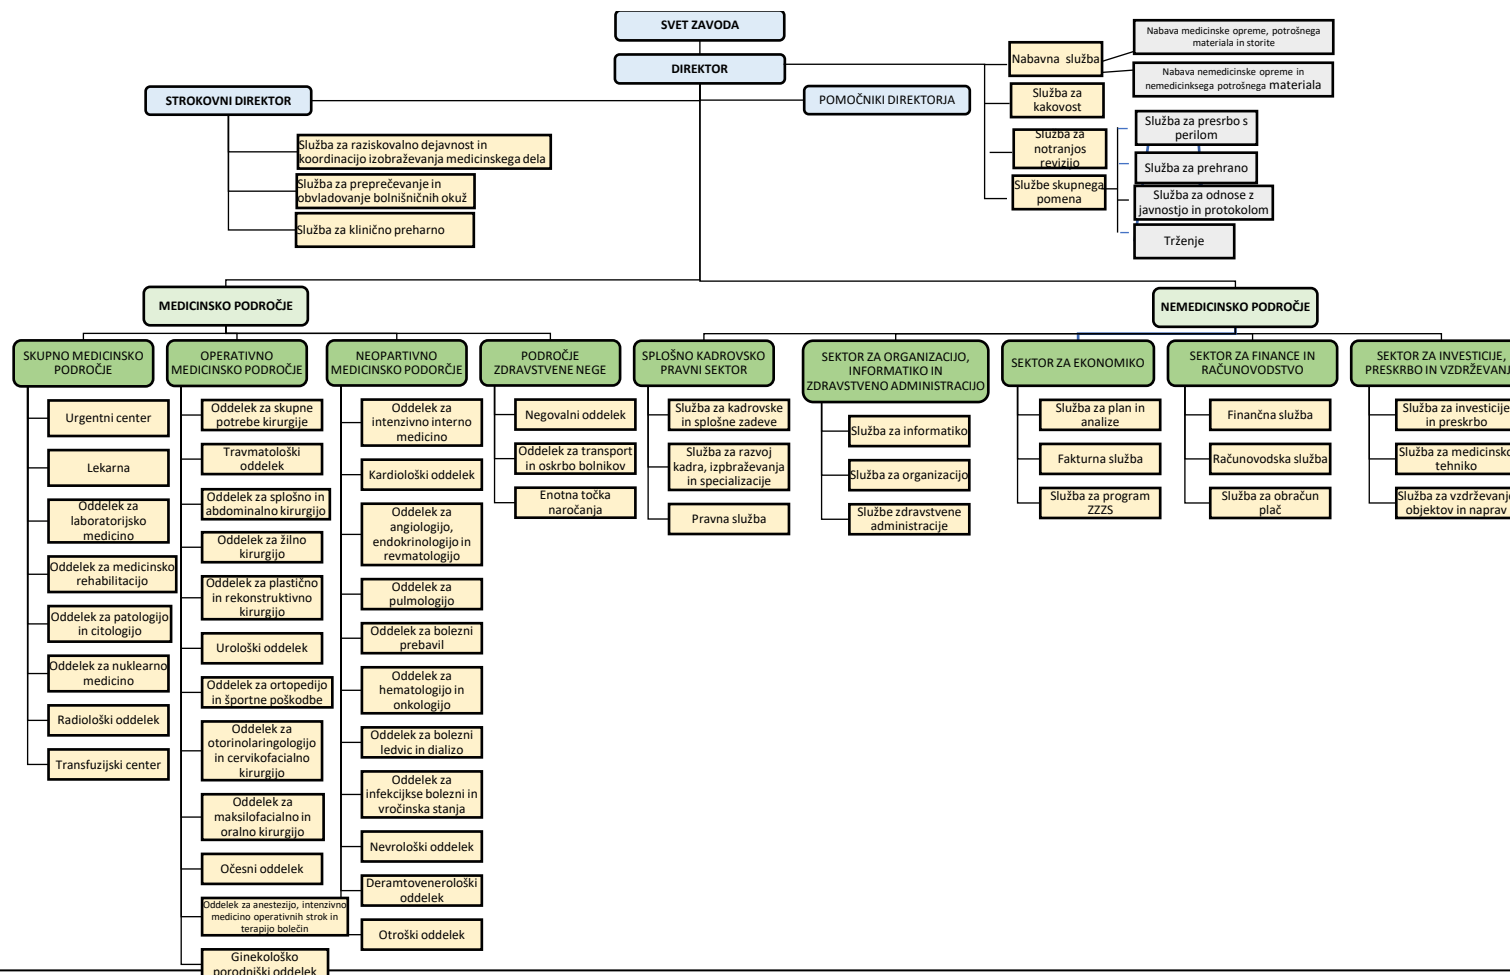 SVET ZAVODA
DIREKTOR
STROKOVNI DIREKTOR
POMOČNIKI DIREKTORJA
Nabavna služba
Nabava medicinske opreme, potrošnega
materiala in storite
Nabava nemedicinske opreme in
nemedicinksega potrošnega materiala
Služba za
kakovost
Služba za
notranjos
revizijo
Službe skupnega
pomena
Služba za presrbo s
perilom
Služba za prehrano
Služba za odnose z
javnostjo in protokolom
Trženje
Služba za raziskovalno dejavnost in
koordinacijo izobraževanja medicinskega dela
Služba za preprečevanje in
obvladovanje bolnišničnih okuž
Služba za klinično preharno
MEDICINSKO PODROČJE
NEMEDICINSKO PODROČJE
SKUPNO MEDICINSKO
PODROČJE
Urgentni center
Lekarna
Oddelek za
laboratorijsko
medicino
Oddelek za medicinsko
rehabilitacijo
Oddelek za patologijo
in citologijo
Oddelek za nuklearno
medicino
Radiološki oddelek
Transfuzijski center
OPERATIVNO
MEDICINSKO PODROČJE
Oddelek za skupne
potrebe kirurgije
Travmatološki
oddelek
Oddelek za splošno in
abdominalno kirurgijo
Oddelek za žilno
kirurgijo
Oddelek za plastično
in rekonstruktivno
kirurgijo
Urološki oddelek
Oddelek za ortopedijo
in športne poškodbe
Oddelek za
otorinolaringologijo
in cervikofacialno
kirurgijo
Oddelek za
maksilofacialno in
oralno kirurgijo
Očesni oddelek
Oddelek za anestezijo, intenzivno
medicino operativnih strok in
terapijo bolečin
Ginekološko
porodniški oddelek
NEOPARTIVNO
MEDICINSKO PODORČJE
Oddelek za
intenzivno interno
medicino
Kardiološki oddelek
Oddelek za
angiologijo,
endokrinologijo in
revmatologijo
Oddelek za
pulmologijo
Oddelek za bolezni
prebavil
Oddelek za
hematologijo in
onkologijo
Oddelek za bolezni
ledvic in dializo
Oddelek za
infekcijkse bolezni in
vročinska stanja
Nevrološki oddelek
Deramtovenerološki
oddelek
Otroški oddelek
PODROČJE
ZDRAVSTVENE NEGE
Negovalni oddelek
Oddelek za transport
in oskrbo bolnikov
Enotna točka
naročanja
SPLOŠNO KADROVSKO
PRAVNI SEKTOR
Služba za kadrovske
in splošne zadeve
Služba za razvoj
kadra, izpbraževanja
in specializacije
Pravna služba
SEKTOR ZA ORGANIZACIJO,
INFORMATIKO IN
ZDRAVSTVENO ADMINISTRACIJO
Služba za informatiko
Služba za organizacijo
Službe zdravstvene
administracije
SEKTOR ZA EKONOMIKO
Služba za plan in
analize
Fakturna služba
Služba za program
ZZZS
SEKTOR ZA FINANCE IN
RAČUNOVODSTVO
Finančna služba
Računovodska služba
Služba za obračun
plač
SEKTOR ZA INVESTICIJE,
PRESKRBO IN VZDRŽEVANJ
Služba za investicije
in preskrbo
Služba za medicinsko
tehniko
Služba za vzdrževanje
objektov in naprav